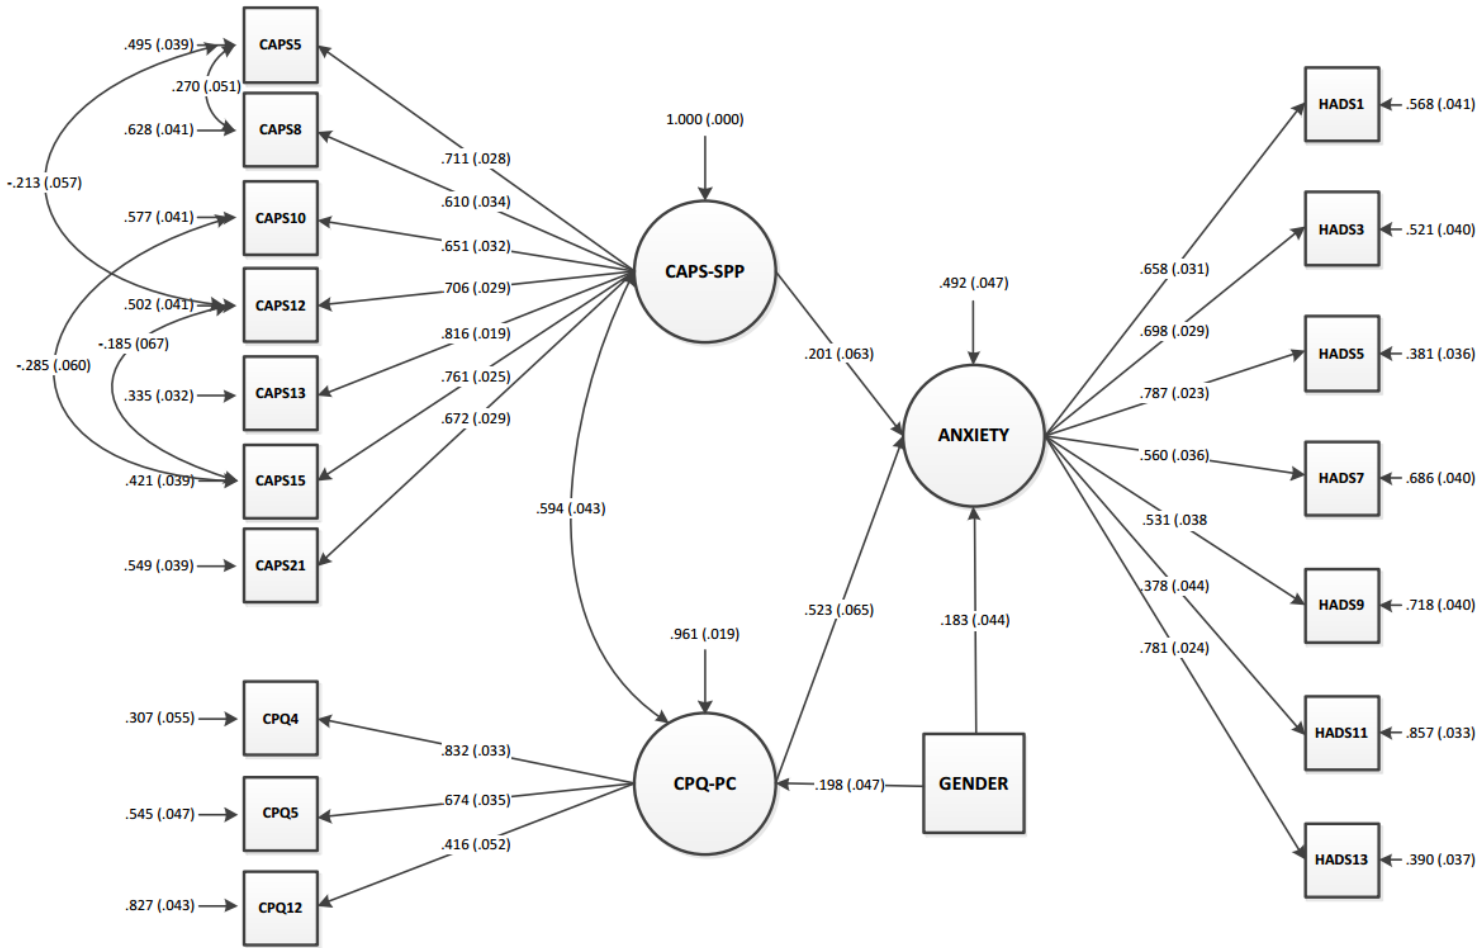 .495 (.039)
CAPS5
.270 (.051)
.628 (.041)
CAPS8
-.213 (.057)
.577 (.041)
CAPS10
.502 (.041)
CAPS12
-.185 (067)
-.285 (.060)
.335 (.032)
CAPS13
.421 (.039)
CAPS15
.549 (.039)
CAPS21
.711 (.028)
.610 (.034)
.651 (.032)
.706 (.029)
.816 (.019)
.761 (.025)
.672 (.029)
1.000 (.000)
CAPS-SPP
.201 (.063)
.594 (.043)
.492 (.047)
ANXIETY
.523 (.065)
.183 (.044)
.961 (.019)
CPQ-PC
.198 (.047)
GENDER
.307 (.055)
CPQ4
.832 (.033)
.545 (.047)
CPQ5
.674 (.035)
.416 (.052)
.827 (.043)
CPQ12
.658 (.031)
.698 (.029)
.787 (.023)
.560 (.036)
.531 (.038
.378 (.044)
.781 (.024)
HADS1
.568 (.041)
HADS3
.521 (.040)
HADS5
.381 (.036)
HADS7
.686 (.040)
HADS9
.718 (.040)
HADS11
.857 (.033)
HADS13
.390 (.037)